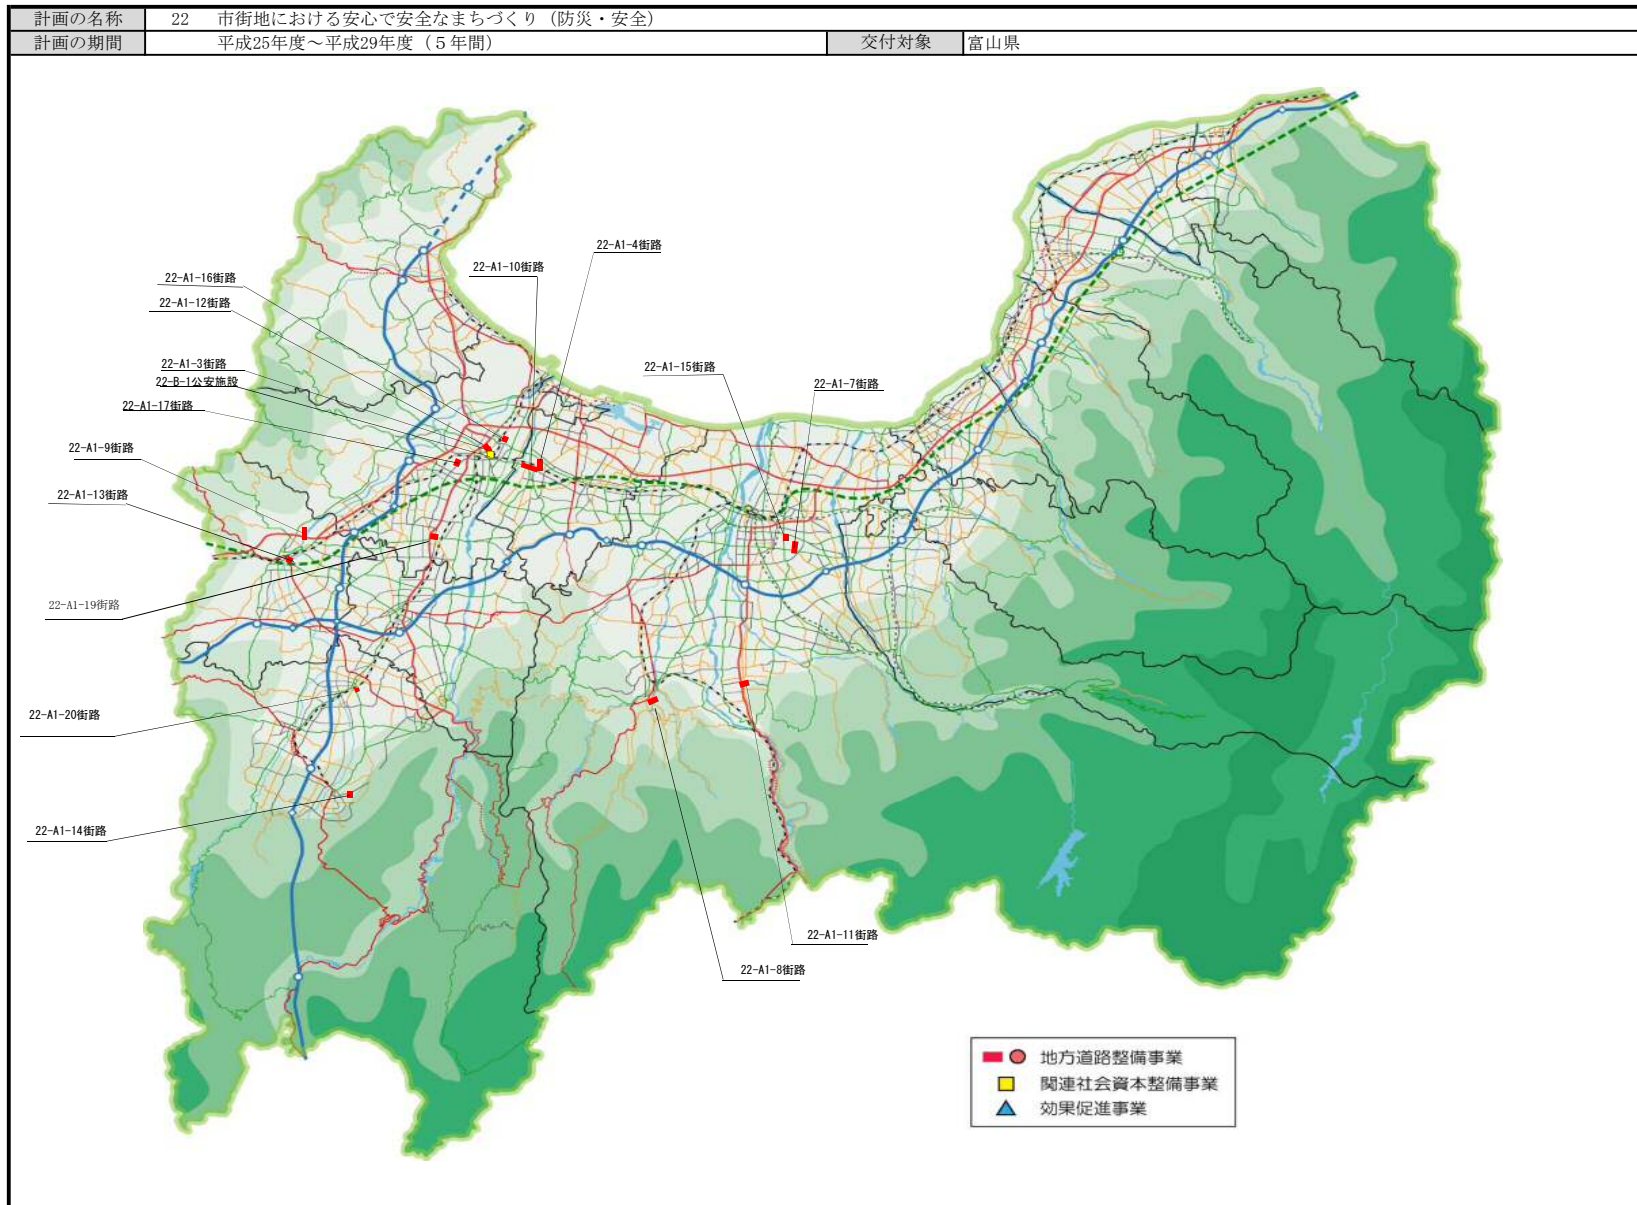 計画の名称 22 市街地における安心で安全なまちづくり（防災・安全）
計画の期間 平成25年度～平成29年度（５年間） 交付対象 富山県
22-A1-4街路
22-A1-10街路
22-A1-16街路
22-A1-12街路
22-A1-3街路
22-B-1公安施設
22-A1-17街路
22-A1-15街路
22-A1-7街路
22-A1-9街路
22-A1-13街路
22-A1-19街路
22-A1-20街路
22-A1-14街路
22-A1-11街路
22-A1-8街路
地方道路整備事業
関連社会資本整備事業
効果促進事業